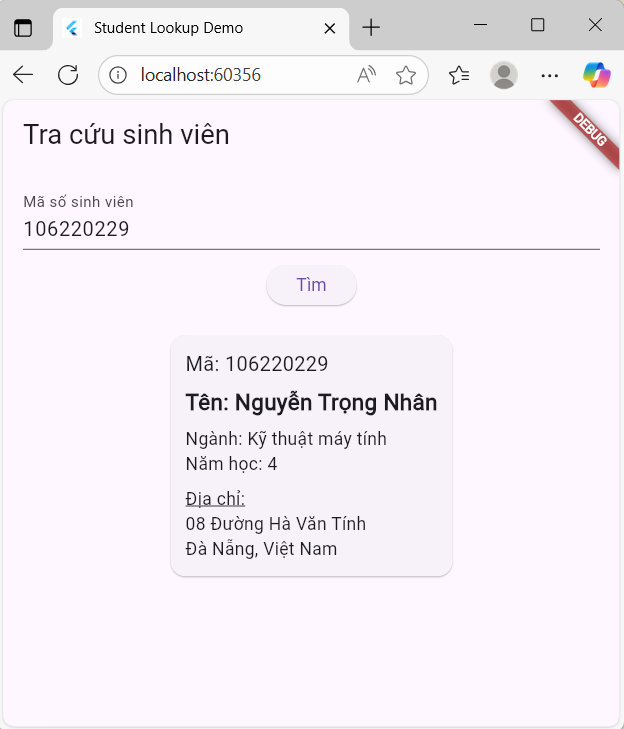 Student Lookup Demo
localhost:60356
DEBUG
Tra cứu sinh viên
Mã số sinh viên
106220229
Tìm
Mã: 106220229
Tên: Nguyễn Trọng Nhân
Ngành: Kỹ thuật máy tính
Năm học: 4
Địa chỉ:
08 Đường Hà Văn Tính
Đà Nẵng, Việt Nam